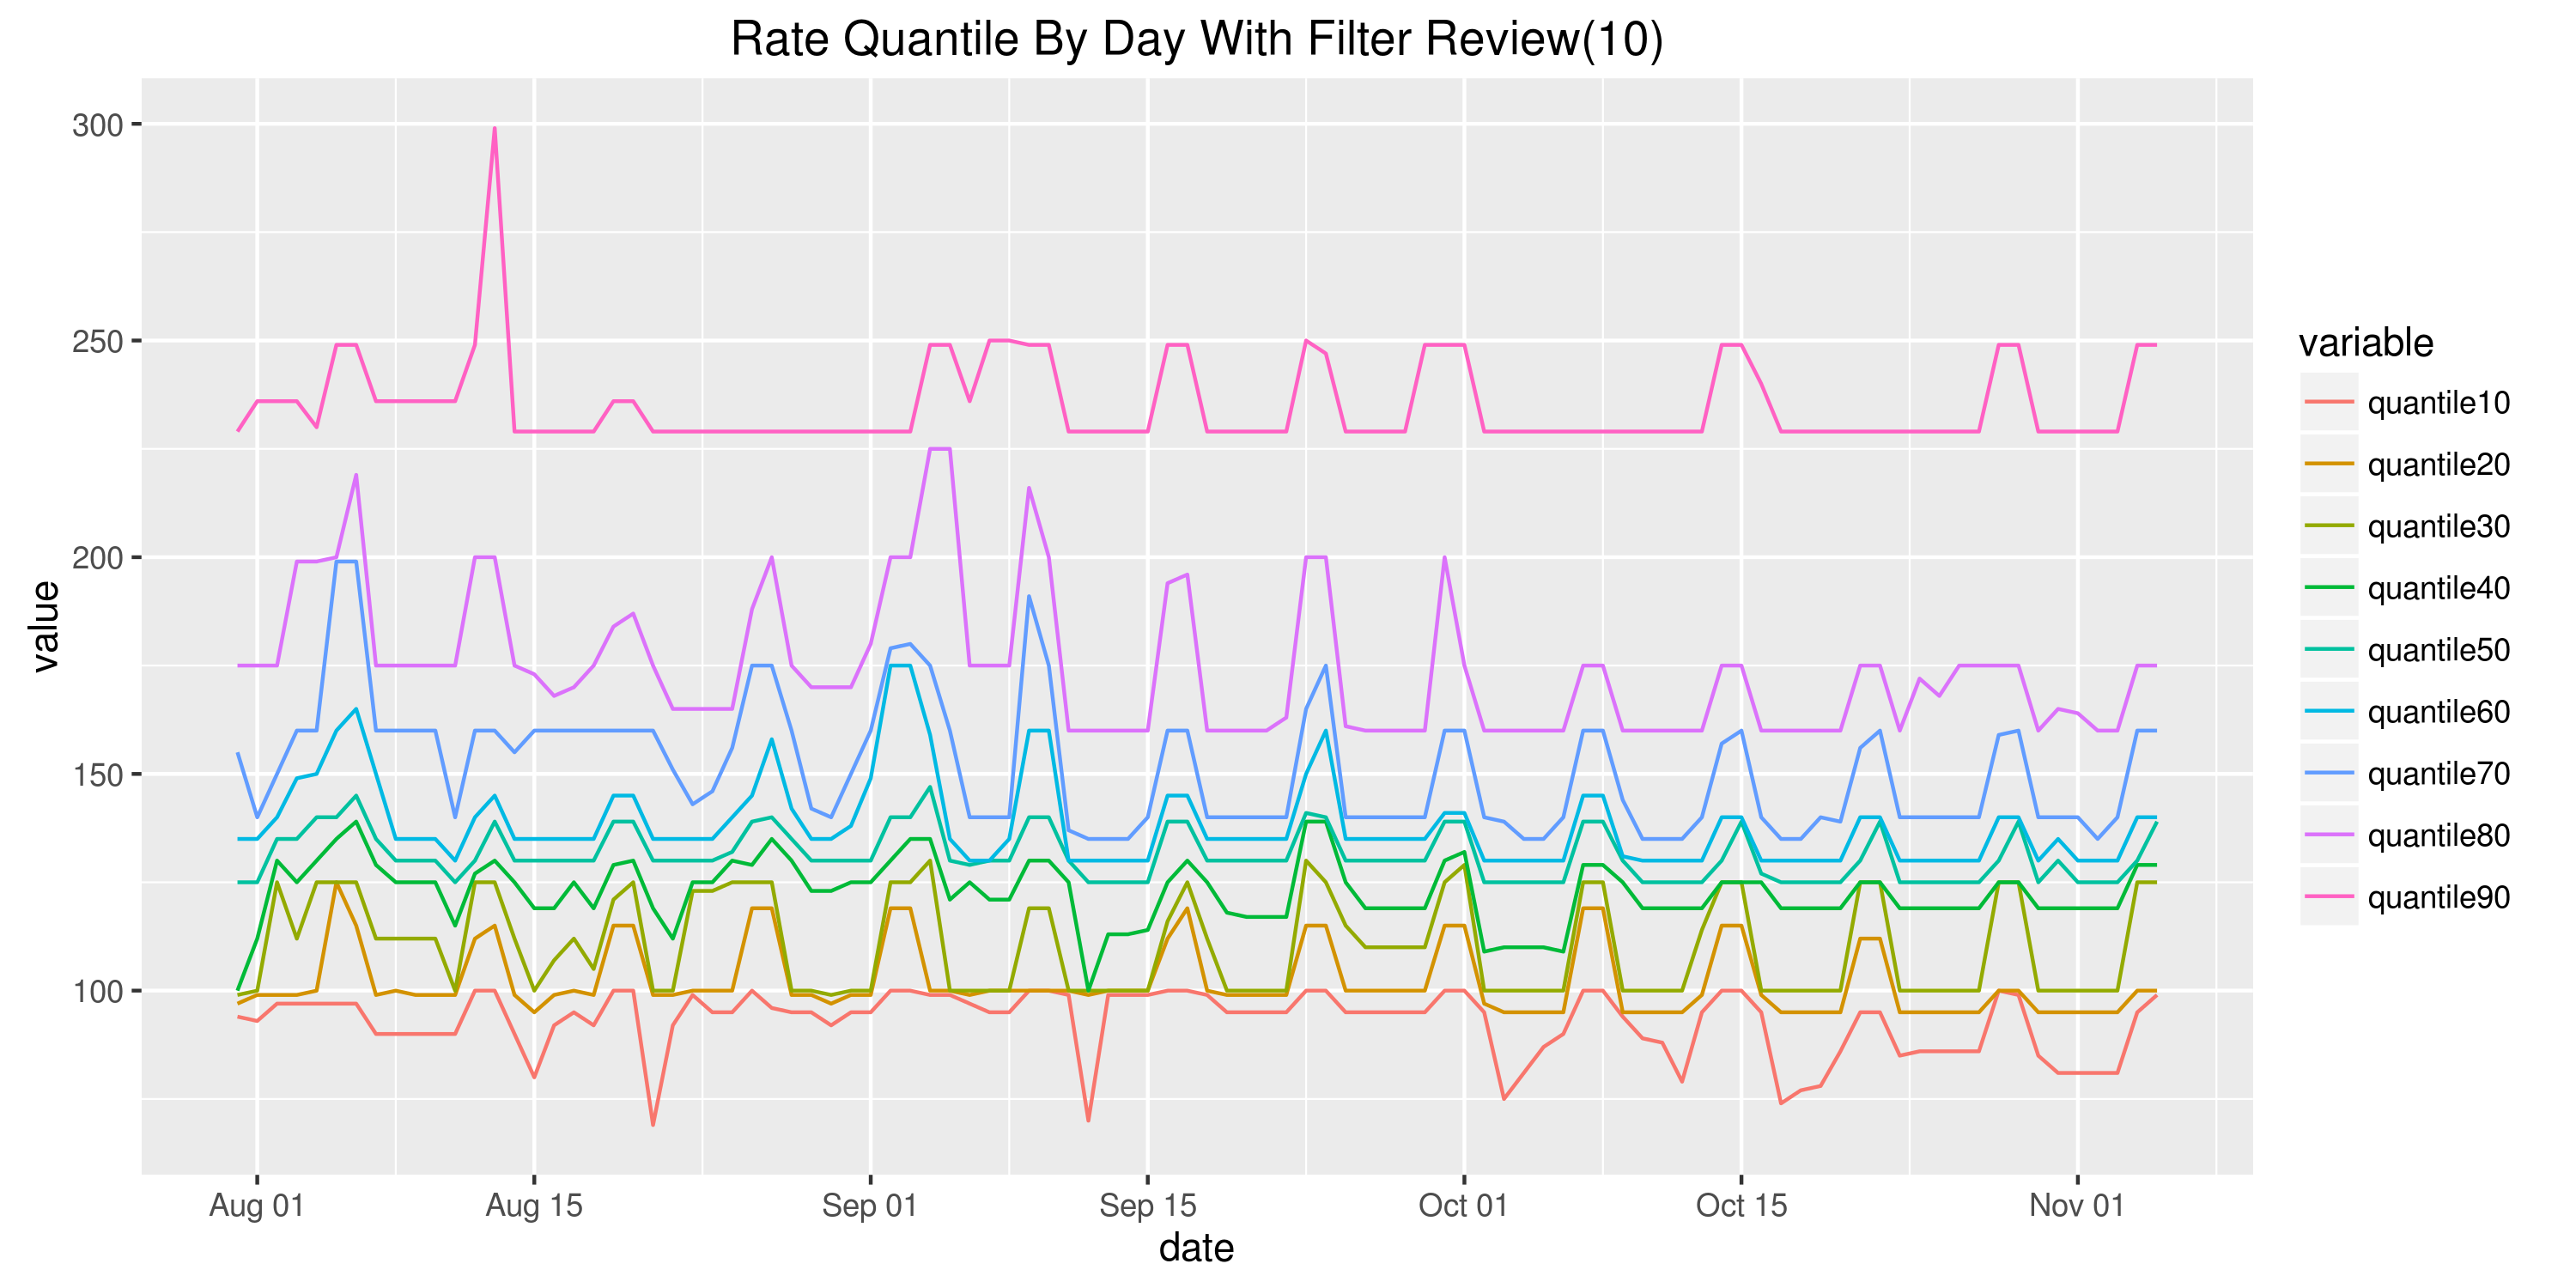 Rate Quantile By Day With Filter Review(10)
300
250
200
150
100
value
Aug 01
Aug 15
Sep 01
Sep 15
Oct 01
Oct 15
Nov 01
date
variable
quantile10
quantile20
quantile30
quantile40
quantile50
quantile60
quantile70
quantile80
quantile90